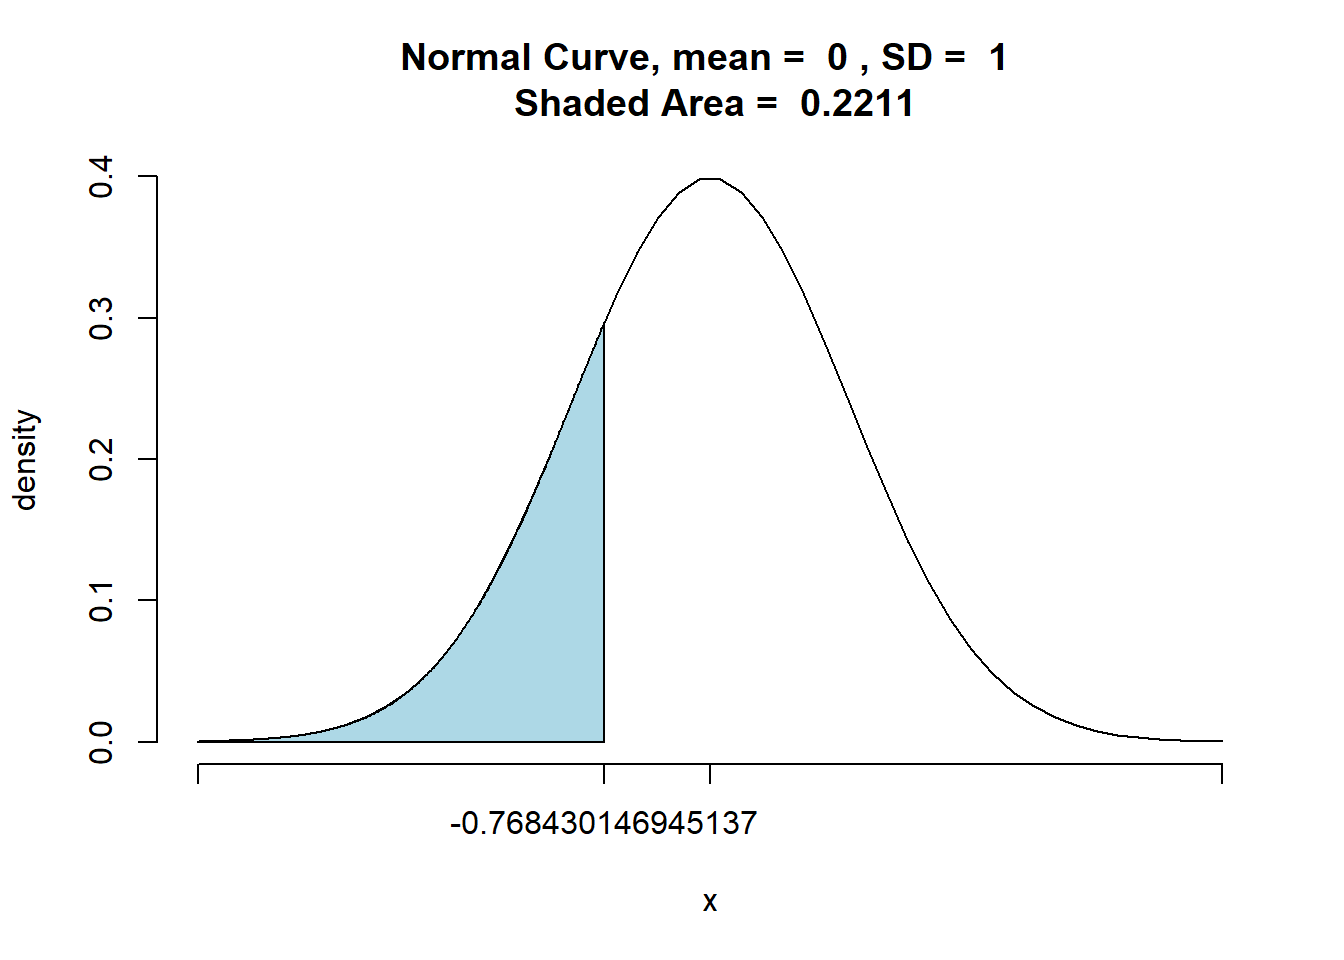 Normal Curve, mean =  0 , SD =  1
Shaded Area =  0.2211
0.4
0.3
0.2
0.1
0.0
density
-0.768430146945137
x